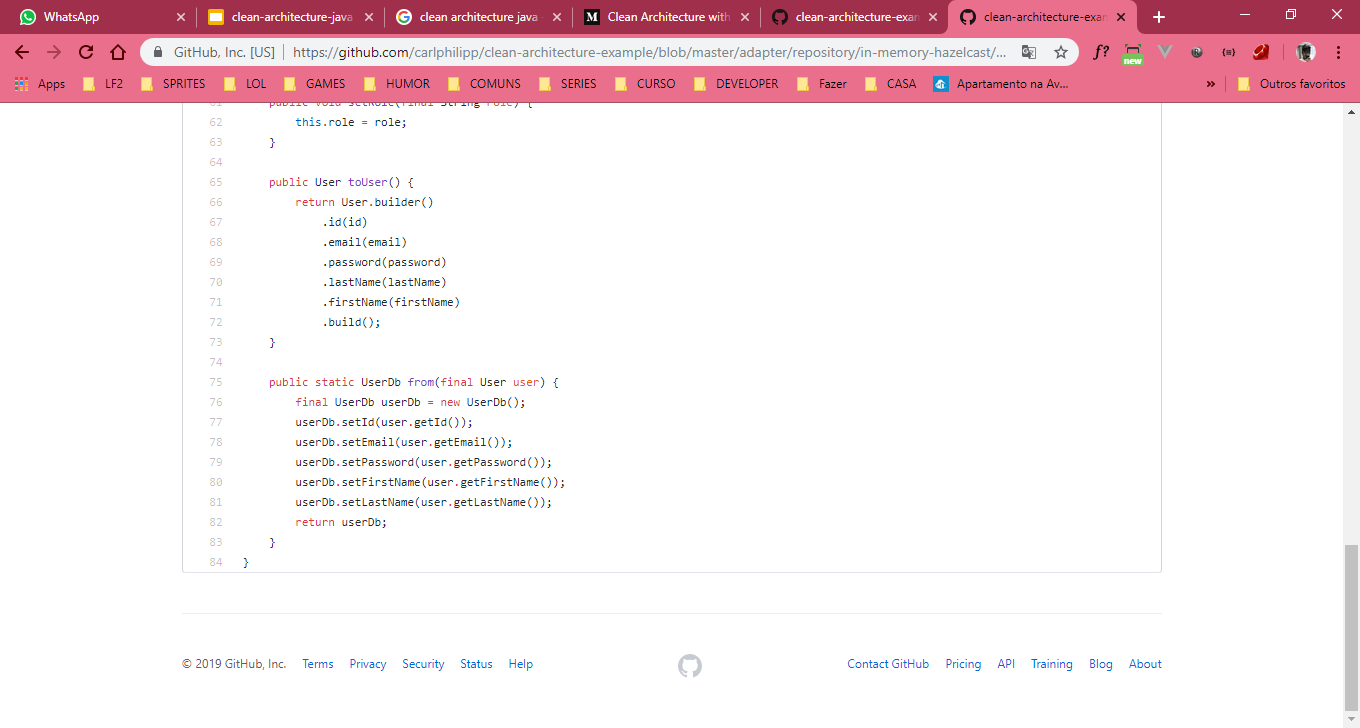 WhatsApp
clean-architecture-java
clean architecture java
Clean Architecture with
clean-architecture-exam
clean-architecture-exam
GitHub, Inc. [US] | https://github.com/carlphilipp/clean-architecture-example/blob/master/adapter/repository/in-memory-hazelcast/...
f?
new
Apps LF2 SPRITES LOL GAMES HUMOR COMUNS SERIES CURSO DEVELOPER Fazer CASA Apartamento na Av... » Outros favoritos
61 public void setRole(final String role) {
62 this.role = role;
63 }
64
65 public User toUser() {
66 return User.builder()
67 .id(id)
68 .email(email)
69 .password(password)
70 .lastName(lastName)
71 .firstName(firstName)
72 .build();
73 }
74
75 public static UserDb from(final User user) {
76 final UserDb userDb = new UserDb();
77 userDb.setId(user.getId());
78 userDb.setEmail(user.getEmail());
79 userDb.setPassword(user.getPassword());
80 userDb.setFirstName(user.getFirstName());
81 userDb.setLastName(user.getLastName());
82 return userDb;
83 }
84 }
© 2019 GitHub, Inc. Terms Privacy Security Status Help
Contact GitHub Pricing API Training Blog About